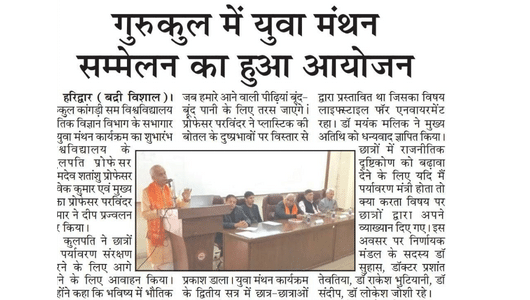 गुरुकुल में युवा मंथन
सम्मेलन का हुआ आयोजन
हरिद्वार ( बद्री विशाल )।
न्कुल कांगड़ी सम विश्वविद्यालय
तिक विज्ञान विभाग के सभागार
युवा मंथन कार्यक्रम का शुभारंभ
श्वविद्यालय के
लपति प्रोफेसर
मदेव शतांशु प्रोफेसर
वेक कुमार एवं मुख्य
का प्रोफेसर परविंदर
मार ने दीप प्रज्वलन
र किया।
कुलपति ने छात्रों
पर्यावरण संरक्षण
रने के लिए आगे
ने के लिए आवाहन किया।
होंने कहा कि भविष्य में भौतिक
जब हमारे आने वाली पीढ़ियां बूंद-
बूंद पानी के लिए तरस जाएंगे।
प्रोफेसर परविंदर ने प्लास्टिक की
बोतल के दुष्प्रभावों पर विस्तार से
प्रकाश डाला। युवा मंथन कार्यक्रम
के द्वितीय सत्र में छात्र-छात्राओं
द्वारा प्रस्तावित था जिसका विषय
लाइफ्स्टाइल फॉर एनवायरमेंट
रहा। डॉ मयंक मलिक ने मुख्य
अतिथि को धन्यवाद ज्ञापित किया।
छात्रों में राजनीतिक
दृष्टिकोण को बढ़ावा
देने के लिए यदि मैं
पर्यावरण मंत्री होता तो
क्या करता विषय पर
छात्रों द्वारा अपने
व्याख्यान दिए गए। इस
अवसर पर निर्णायक
मंडल के सदस्य डॉ
सुहास, डॉक्टर प्रशांत
तेवतिया, डॉ राकेश भुटियानी, डॉ
संदीप, डॉ लोकेश जोशी रहे।